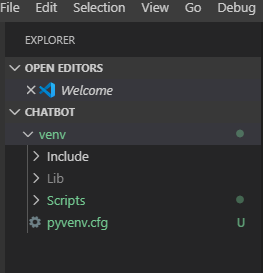 File Edit Selection View Go Debug
EXPLORER
OPEN EDITORS
Welcome
CHATBOT
venv
Include
Lib
Scripts
pyvenv.cfg U